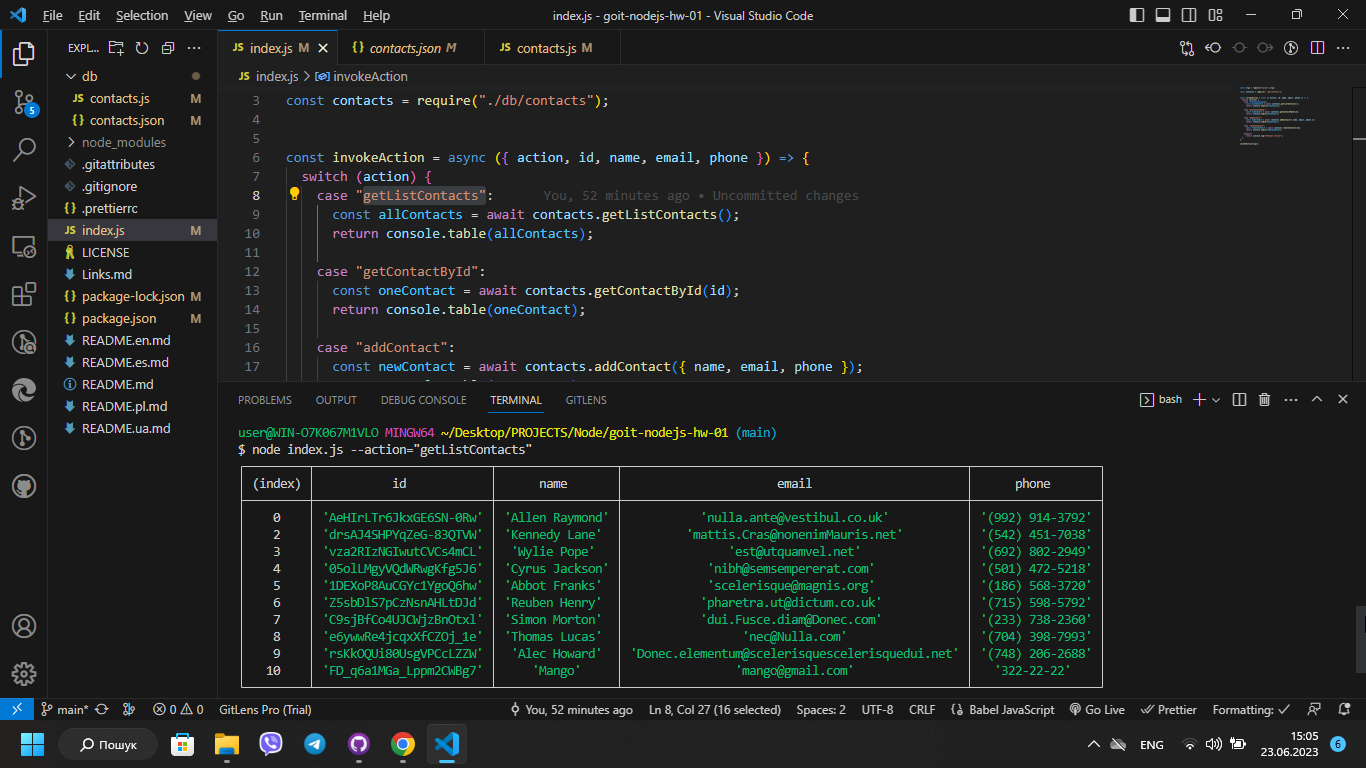 File Edit Selection View Go Run Terminal Help index.js - goit-nodejs-hw-01 - Visual Studio Code
EXPL... JS index.js M contacts.json M JS contacts.js M
db
JS contacts.js M
contacts.json M
node_modules
.gitattributes
.gitignore
.prettierrc
JS index.js M
LICENSE
Links.md
package-lock.json M
package.json M
README.en.md
README.es.md
README.md
README.pl.md
README.ua.md
5
JS index.js > invokeAction
3 const contacts = require("./db/contacts");
4
5
6 const invokeAction = async ({ action, id, name, email, phone }) => {
7 switch (action) {
8 case "getListContacts": You, 52 minutes ago • Uncommitted changes
9 const allContacts = await contacts.getListContacts();
10 return console.table(allContacts);
11
12 case "getContactById":
13 const oneContact = await contacts.getContactById(id);
14 return console.table(oneContact);
15
16 case "addContact":
17 const newContact = await contacts.addContact({ name, email, phone });
PROBLEMS OUTPUT DEBUG CONSOLE TERMINAL GITLENS bash
user@WIN-O7K067M1VLO MINGW64 ~/Desktop/PROJECTS/Node/goit-nodejs-hw-01 (main)
$ node index.js --action="getListContacts"
(index) id name email phone
0 'AeHIrLTr6JkxGE6SN-0Rw' 'Allen Raymond' 'nulla.ante@vestibul.co.uk' '(992) 914-3792'
2 'drsAJ4SHPYqZeG-83QTVW' 'Kennedy Lane' 'mattis.Cras@nonenimMauris.net' '(542) 451-7038'
3 'vza2RIzNGIwutCVCs4mCL' 'Wylie Pope' 'est@utquamvel.net' '(692) 802-2949'
4 '05olLMgyVQdWRwgKfg5J6' 'Cyrus Jackson' 'nibh@semsempererat.com' '(501) 472-5218'
5 '1DEXoP8AuCGYc1YgoQ6hw' 'Abbot Franks' 'scelerisque@magnis.org' '(186) 568-3720'
6 'Z5sbDlS7pCzNsnAHLtDJd' 'Reuben Henry' 'pharetra.ut@dictum.co.uk' '(715) 598-5792'
7 'C9sjBfCo4UJCWjzBnOtxl' 'Simon Morton' 'dui.Fusce.diam@Donec.com' '(233) 738-2360'
8 'e6ywwRe4jcqxXfCZOj_1e' 'Thomas Lucas' 'nec@Nulla.com' '(704) 398-7993'
9 'rsKkOQUi80UsgVPCcLZZW' 'Alec Howard' 'Donec.elementum@scelerisquescelerisquedui.net' '(748) 206-2688'
10 'FD_q6a1MGa_Lppm2CWBg7' 'Mango' 'mango@gmail.com' '322-22-22'
main* 0 0 GitLens Pro (Trial) You, 52 minutes ago Ln 8, Col 27 (16 selected) Spaces: 2 UTF-8 CRLF Babel JavaScript Go Live Prettier Formatting:
Пошук ENG 15:05
23.06.2023 6